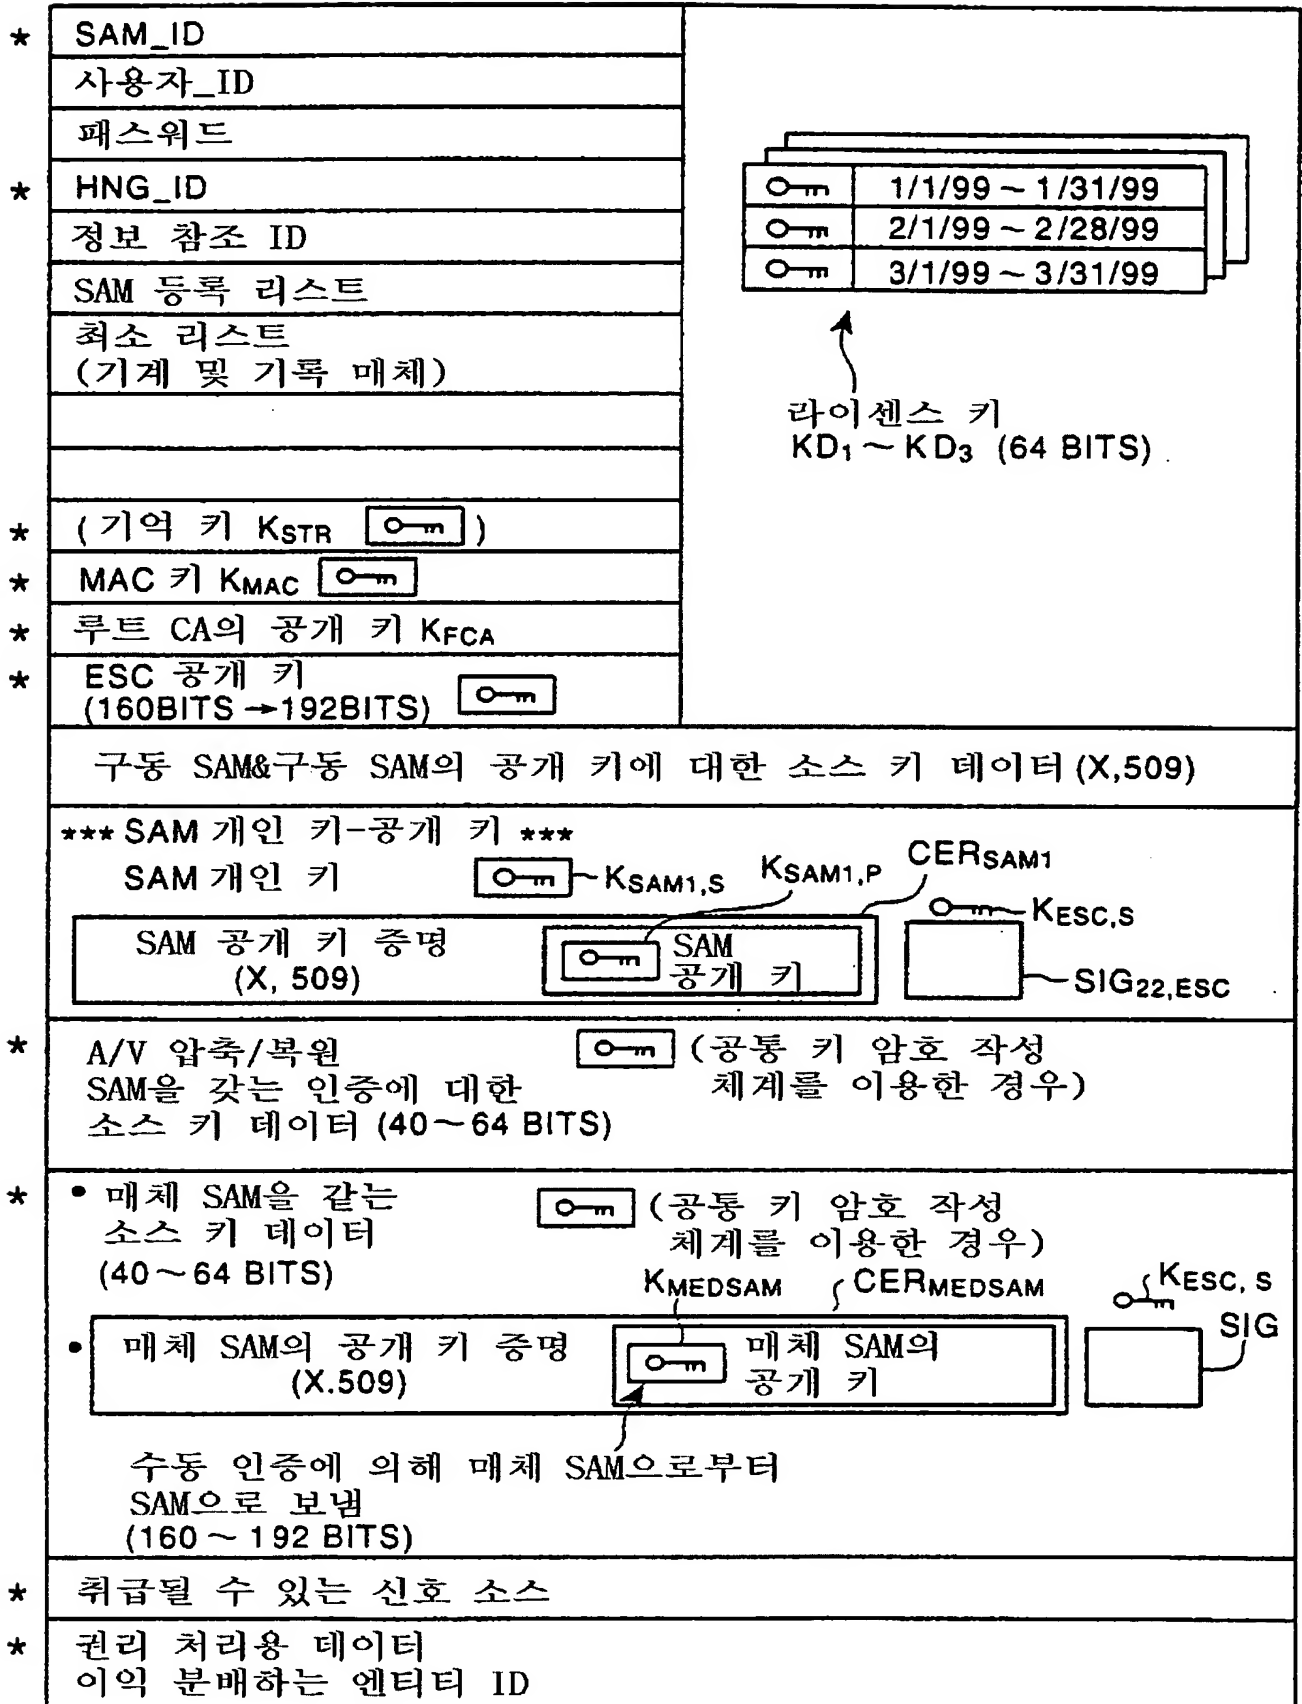 * SAM_ID
사용자_ID
패스워드
* HNG_ID
정보 참조 ID
SAM 등록 리스트
최소 리스트
(기계 및 기록 매체)
1/1/99 ~ 1/31/99
2/1/99 ~ 2/28/99
3/1/99 ~ 3/31/99
라이센스 키
KD1 ~ KD3 (64 BITS)
* (기억 키 KSTR )
* MAC 키 KMAC
* 루트 CA의 공개 키 KFCA
* ESC 공개 키
(160BITS → 192BITS)
구동 SAM&구동 SAM의 공개 키에 대한 소스 키 데이터 (X,509)
*** SAM 개인 키-공개 키 ***
SAM 개인 키
KSAM1,S
KSAM1,P
CERSAM1
KESC,S
SAM 공개 키 증명
(X, 509)
SAM
공개 키
SIG22,ESC
* A/V 압축/복원
SAM을 갖는 인증에 대한
소스 키 데이터 (40~64 BITS)
(공통 키 암호 작성
체계를 이용한 경우)
* • 매체 SAM을 같는
소스 키 데이터
(40~64 BITS)
(공통 키 암호 작성
체계를 이용한 경우)
KMEDSAM
CERMEDSAM
KESC, S
SIG
• 매체 SAM의 공개 키 증명
(X.509)
매체 SAM의
공개 키
수동 인증에 의해 매체 SAM으로부터
SAM으로 보냄
(160 ~ 192 BITS)
* 취급될 수 있는 신호 소스
* 권리 처리용 데이터
이익 분배하는 엔티티 ID